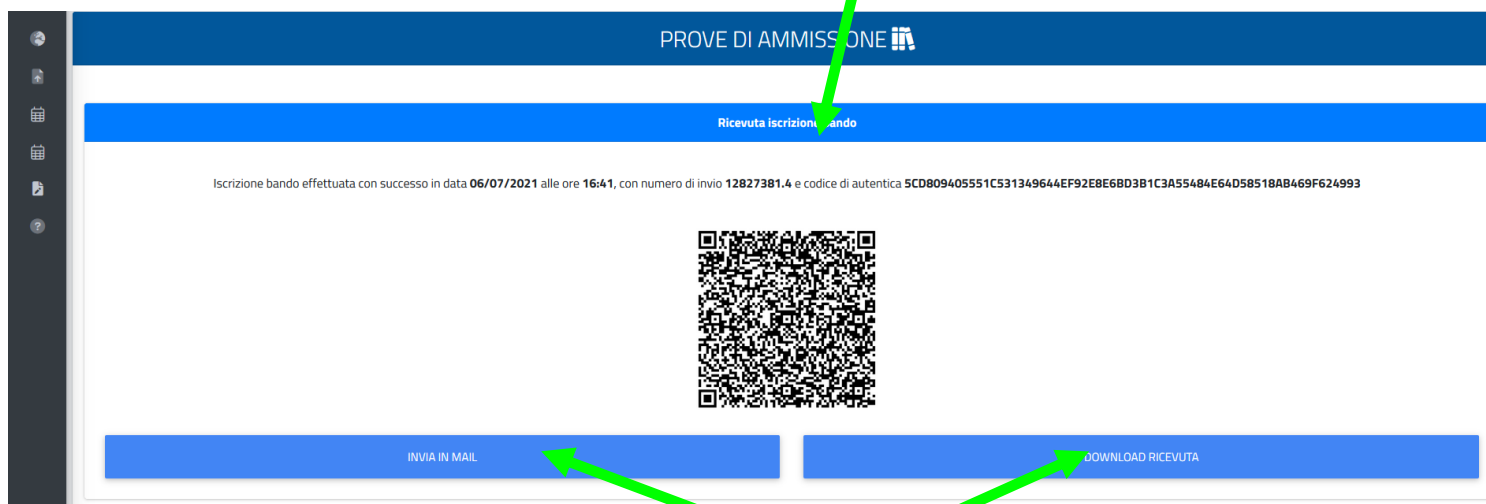 PROVE DI AMMISSIONE
Ricevuta iscrizione bando
Iscrizione bando effettuata con successo in data 06/07/2021 alle ore 16:41, con numero di invio 12827381.4 e codice di autentica 5CD809405551C531349644EF92E8E6BD3B1C3A55484E64D58518AB469F624993
INVIA IN MAIL
DOWNLOAD RICEVUTA